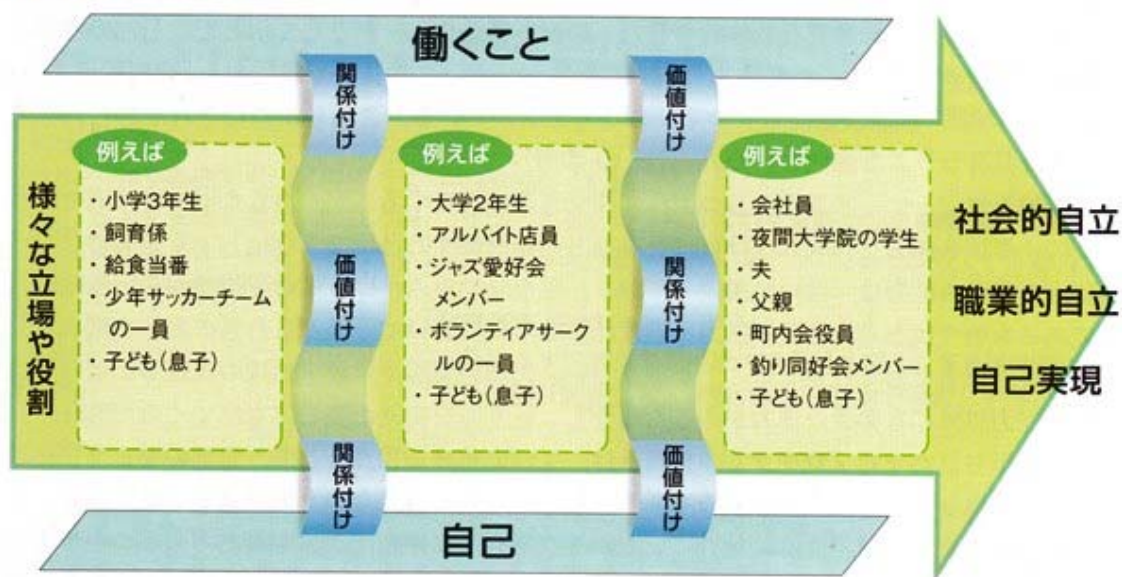 働くこと
様々な立場や役割
例えば
・小学3年生
・飼育係
・給食当番
・少年サッカーチーム
の一員
・子ども(息子)
関係付け
価値付け
関係付け
例えば
・大学2年生
・アルバイト店員
・ジャズ愛好会
メンバー
・ボランティアサーク
ルの一員
・子ども(息子)
価値付け
関係付け
価値付け
例えば
・会社員
・夜間大学院の学生
・夫
・父親
・町内会役員
・釣り同好会メンバー
・子ども(息子)
社会的自立
職業的自立
自己実現
自己